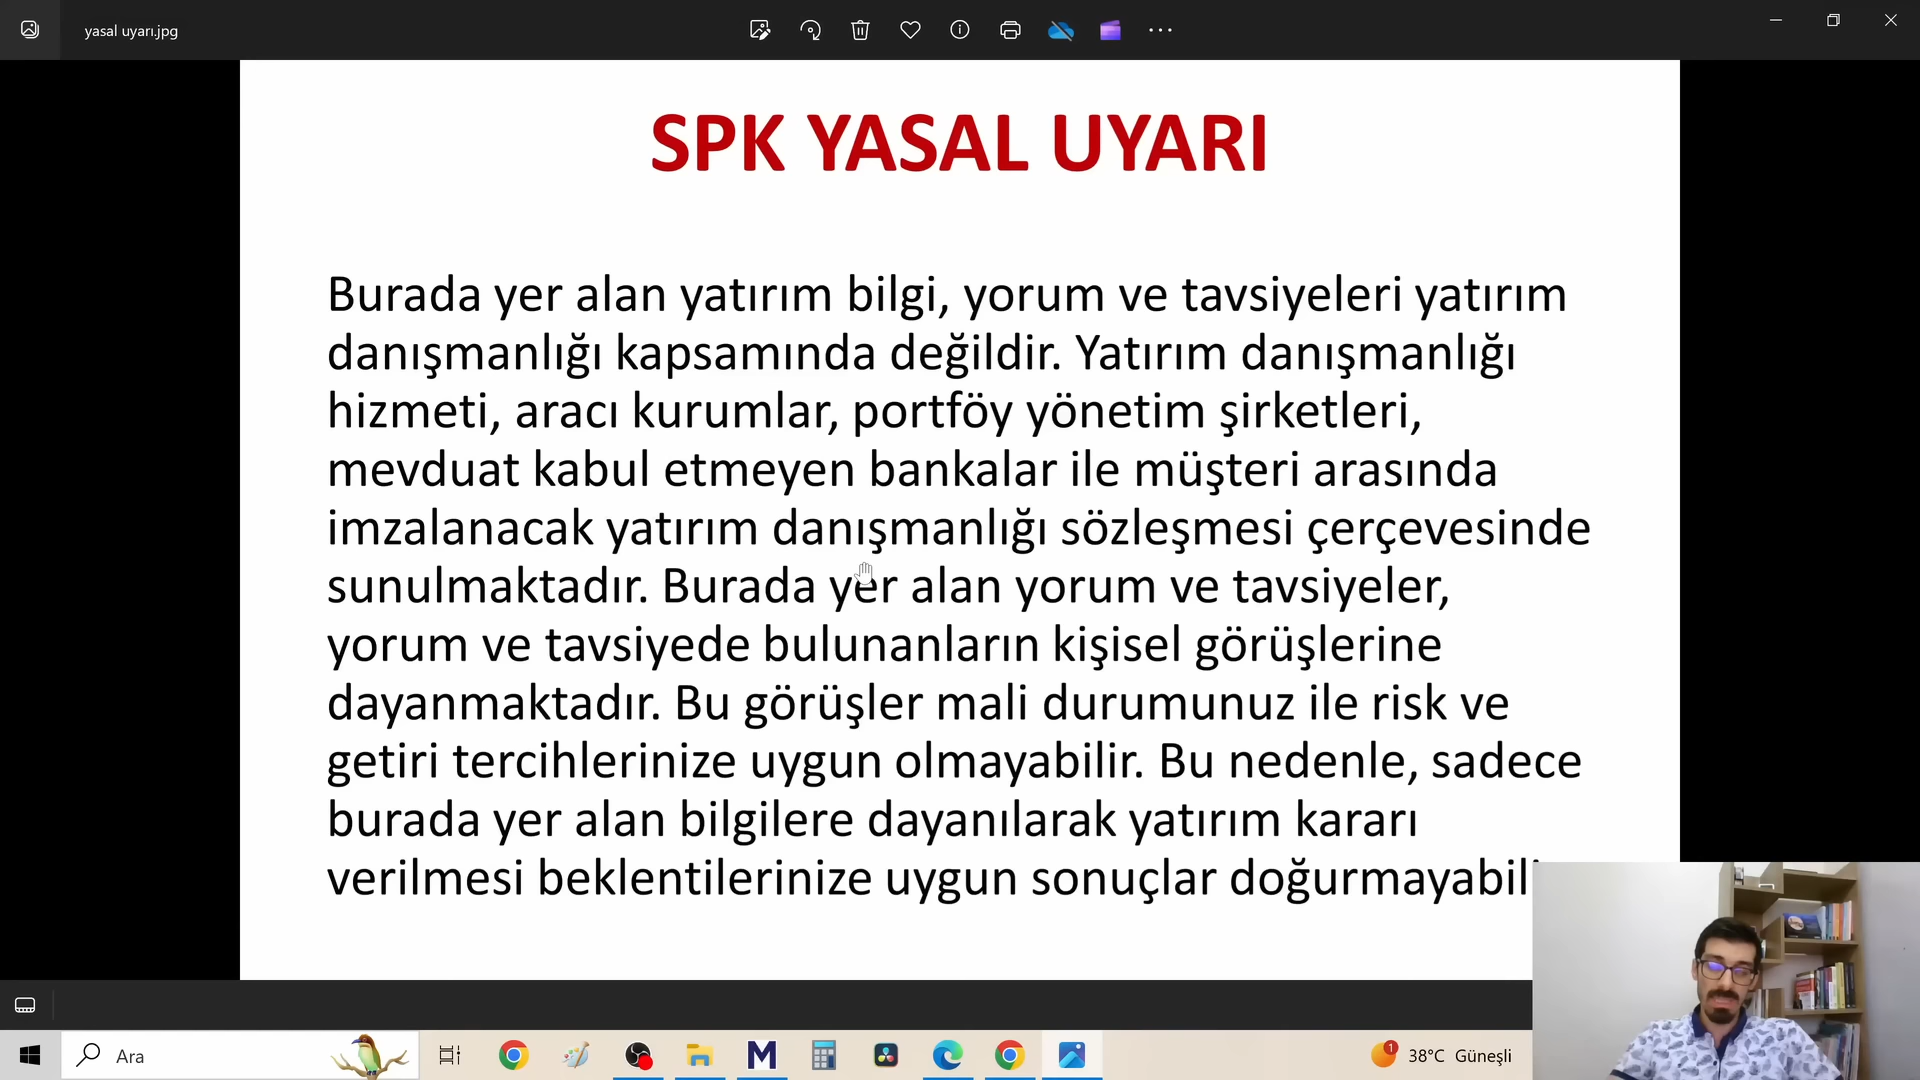 yasal uyarı.jpg
SPK YASAL UYARI
Burada yer alan yatırım bilgi, yorum ve tavsiyeleri yatırım
danışmanlığı kapsamında değildir. Yatırım danışmanlığı
hizmeti, aracı kurumlar, portföy yönetim şirketleri,
mevduat kabul etmeyen bankalar ile müşteri arasında
imzalanacak yatırım danışmanlığı sözleşmesi çerçevesinde
sunulmaktadır. Burada yer alan yorum ve tavsiyeler,
yorum ve tavsiyede bulunanların kişisel görüşlerine
dayanmaktadır. Bu görüşler mali durumunuz ile risk ve
getiri tercihlerinize uygun olmayabilir. Bu nedenle, sadece
burada yer alan bilgilere dayanılarak yatırım kararı
verilmesi beklentilerinize uygun sonuçlar doğurmayabili
Ara
1
38°C Güneşli